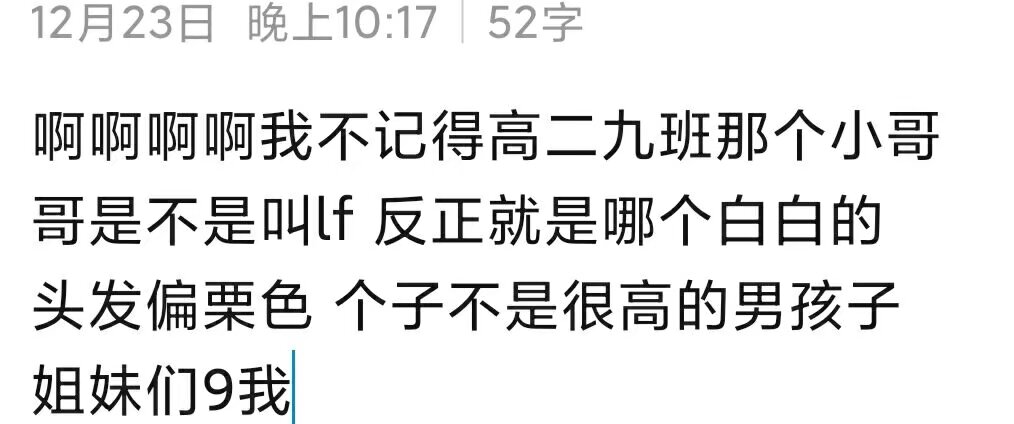 12月23日 晚上10:17 | 52字
啊啊啊啊我不记得高二九班那个小哥
哥是不是叫lf 反正就是哪个白白的
头发偏栗色 个子不是很高的男孩子
姐妹们9我